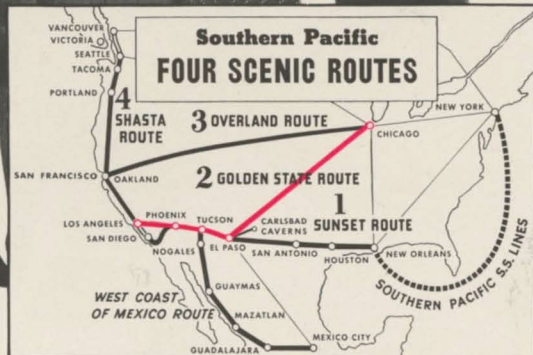 Southern Pacific
FOUR SCENIC ROUTES
VANCOUVER
VICTORIA
SEATTLE
TACOMA
PORTLAND
4
SHASTA
ROUTE
3 OVERLAND ROUTE
NEW YORK
CHICAGO
SAN FRANCISCO
OAKLAND
2 GOLDEN STATE ROUTE
1
SUNSET ROUTE
LOS ANGELES
PHOENIX
TUCSON
CARLSBAD
CAVERNS
SAN DIEGO
NOGALES
EL PASO
SAN ANTONIO
HOUSTON
NEW ORLEANS
SOUTHERN PACIFIC S.S. LINES
GUAYMAS
WEST COAST
OF MEXICO ROUTE
MAZATLAN
GUADALAJARA
MEXICO CITY